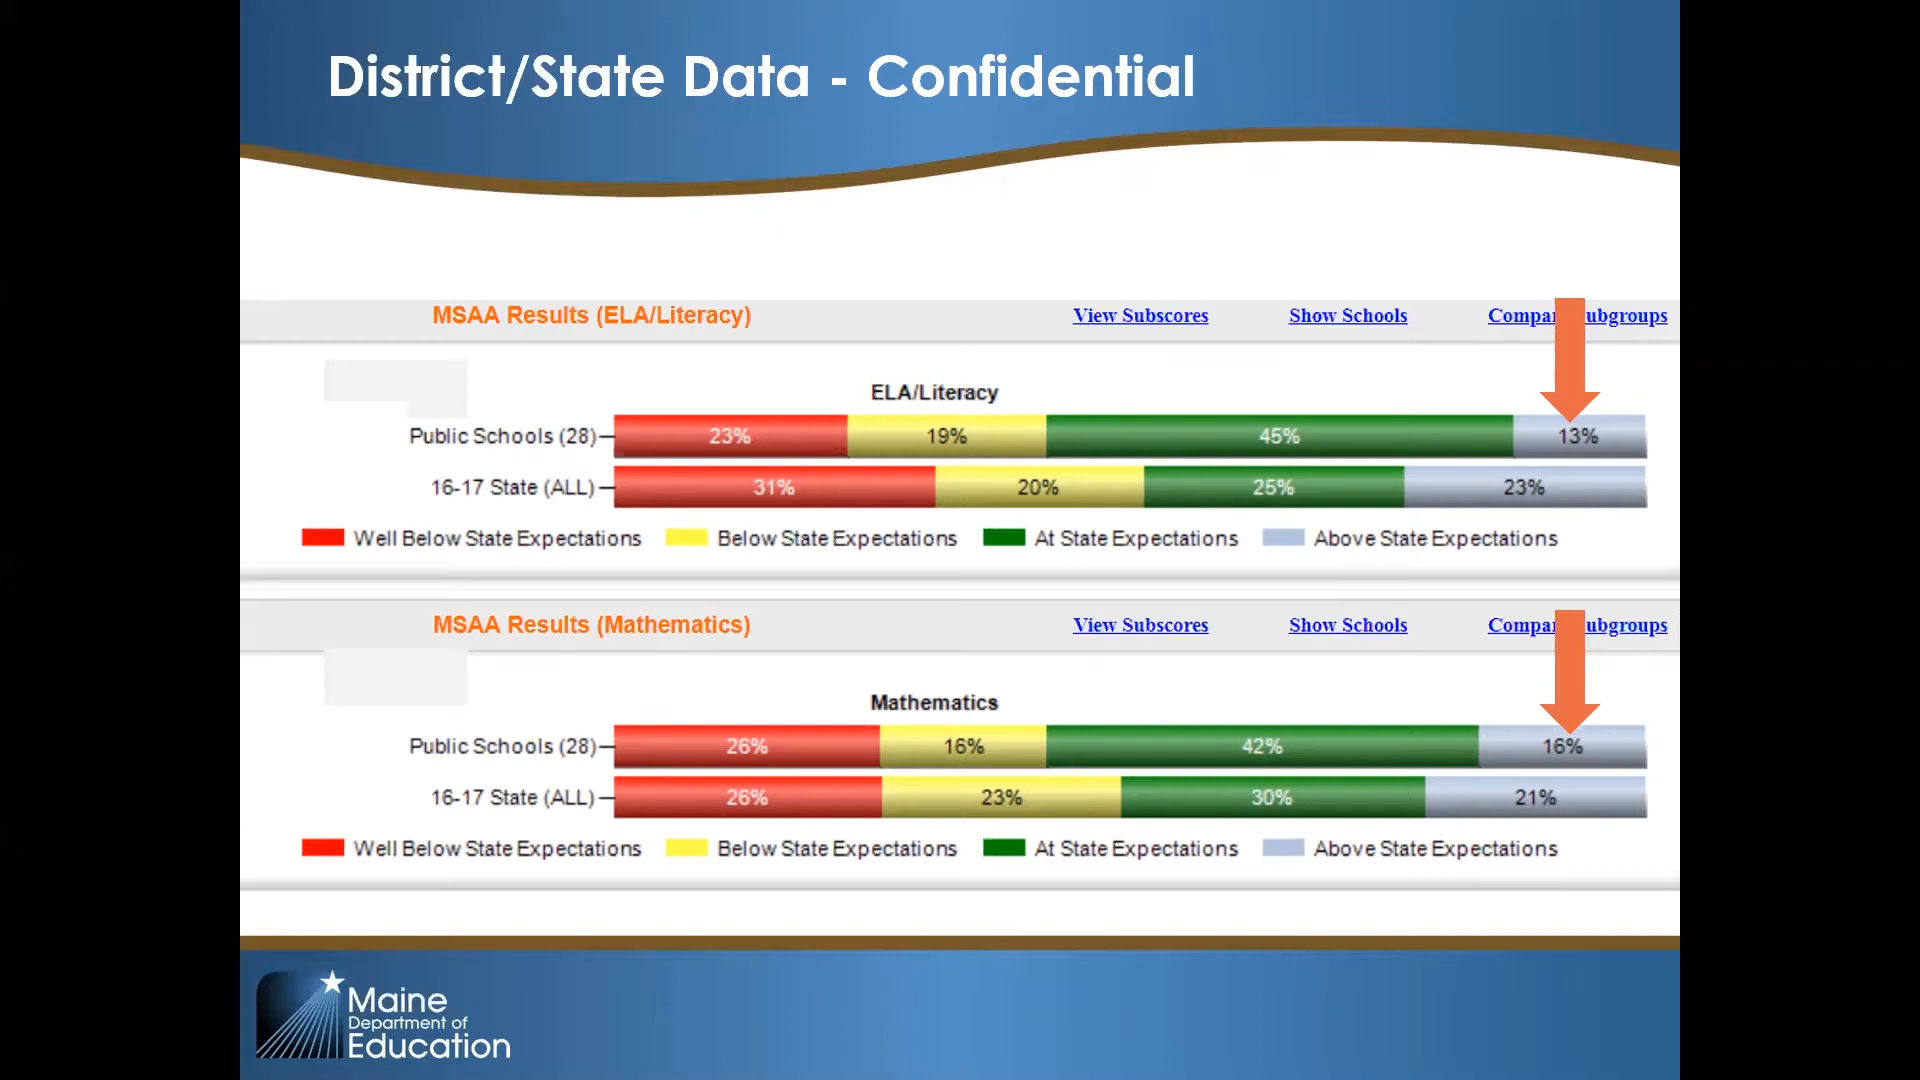 District/State Data - Confidential
MSAA Results (ELA/Literacy) View Subscores Show Schools Compar ubgroups
ELA/Literacy
Public Schools (28) 23% 19% 45% 13%
16-17 State (ALL) 31% 20% 25% 23%
Well Below State Expectations Below State Expectations At State Expectations Above State Expectations
MSAA Results (Mathematics) View Subscores Show Schools Compar ubgroups
Mathematics
Public Schools (28) 26% 16% 42% 16%
16-17 State (ALL) 26% 23% 30% 21%
Well Below State Expectations Below State Expectations At State Expectations Above State Expectations
Maine
Department of
Education